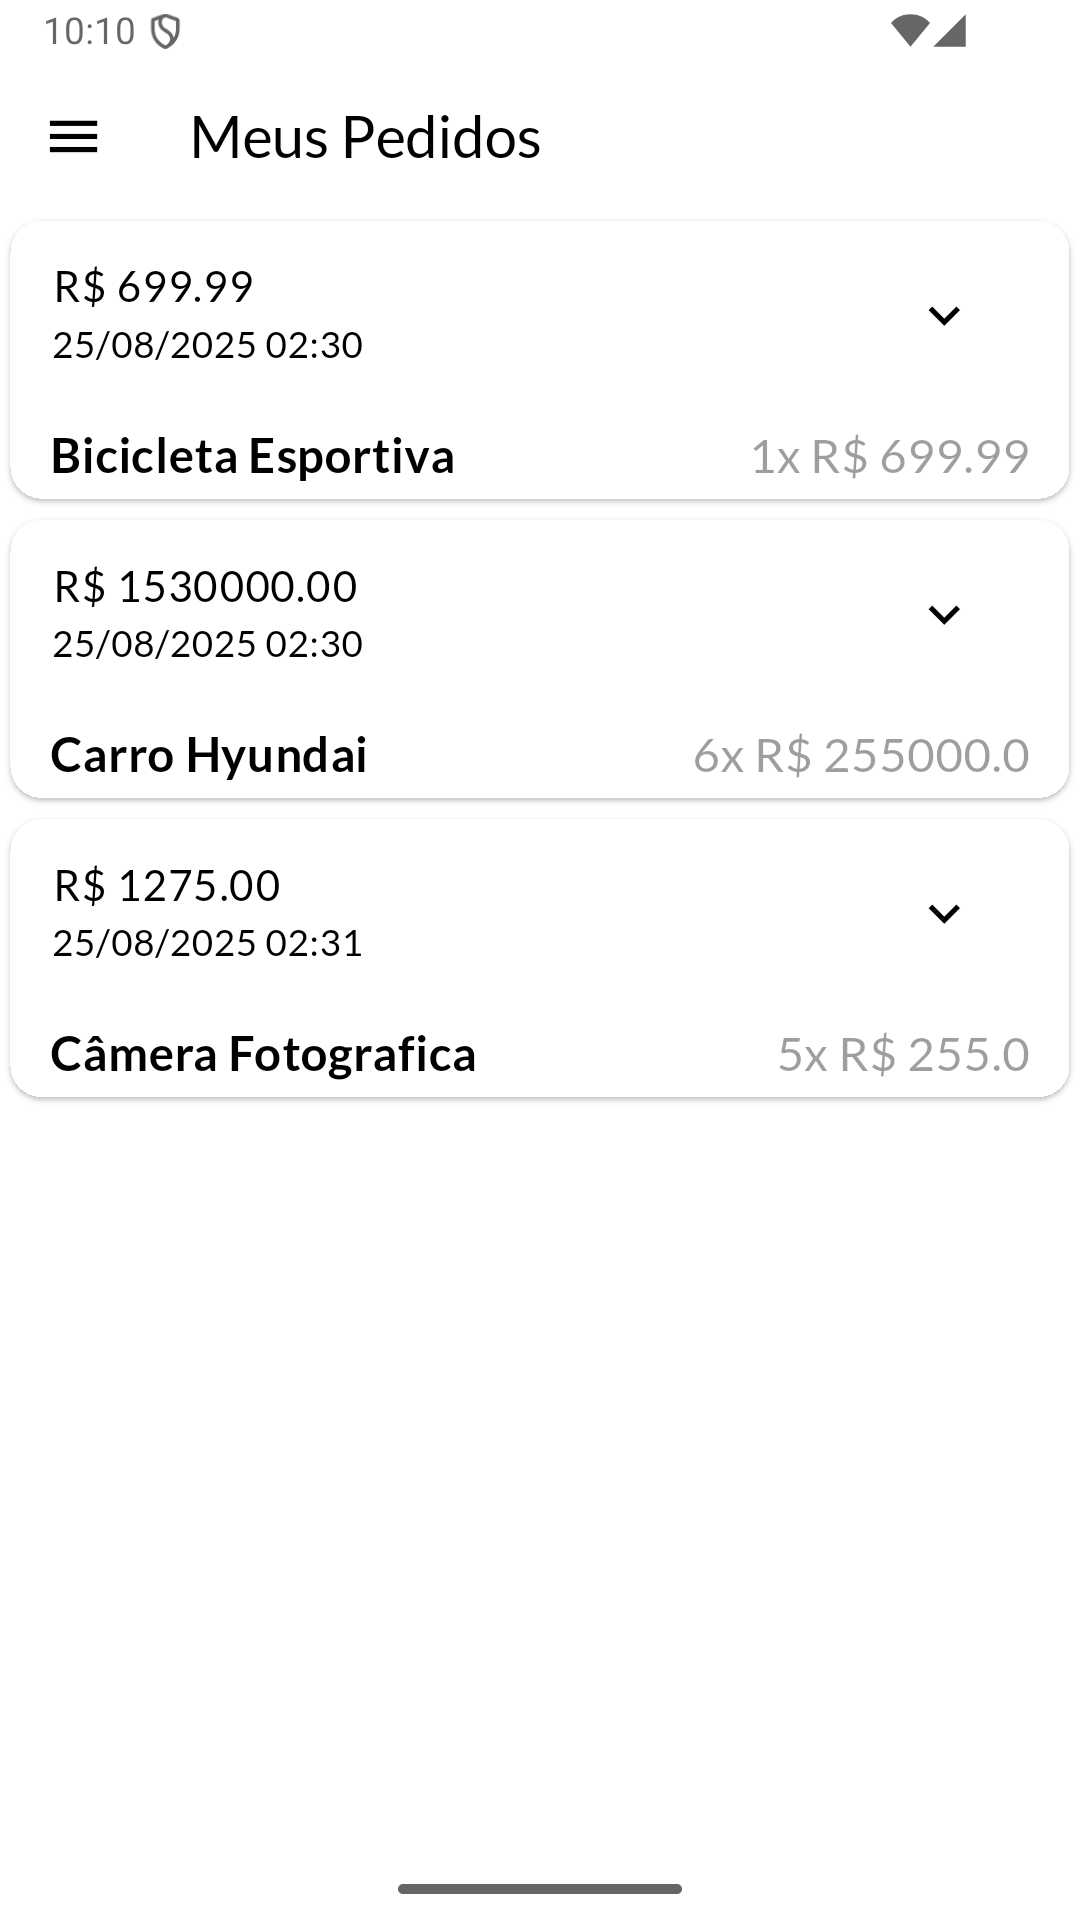 10:10
Meus Pedidos
R$ 699.99
25/08/2025 02:30
Bicicleta Esportiva 1x R$ 699.99
R$ 1530000.00
25/08/2025 02:30
Carro Hyundai 6x R$ 255000.0
R$ 1275.00
25/08/2025 02:31
Câmera Fotografica 5x R$ 255.0